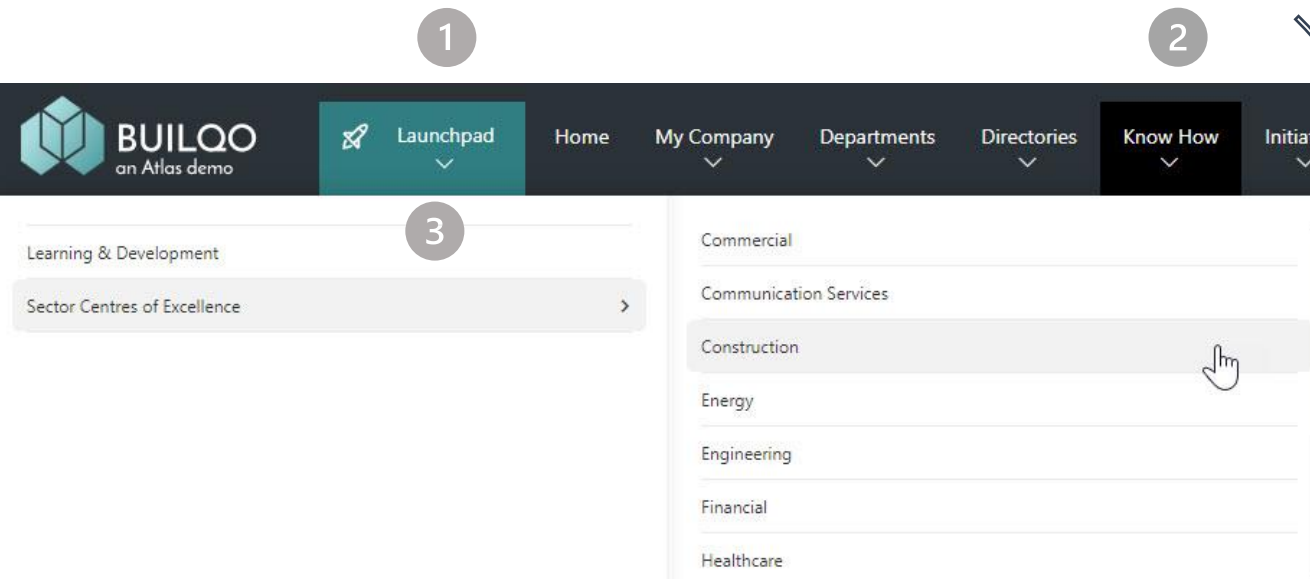 1
2
BUILQO
an Atlas demo
Launchpad
Home
My Company
Departments
Directories
Know How
Initiat
3
Learning & Development
Sector Centres of Excellence
Commercial
Communication Services
Construction
Energy
Engineering
Financial
Healthcare